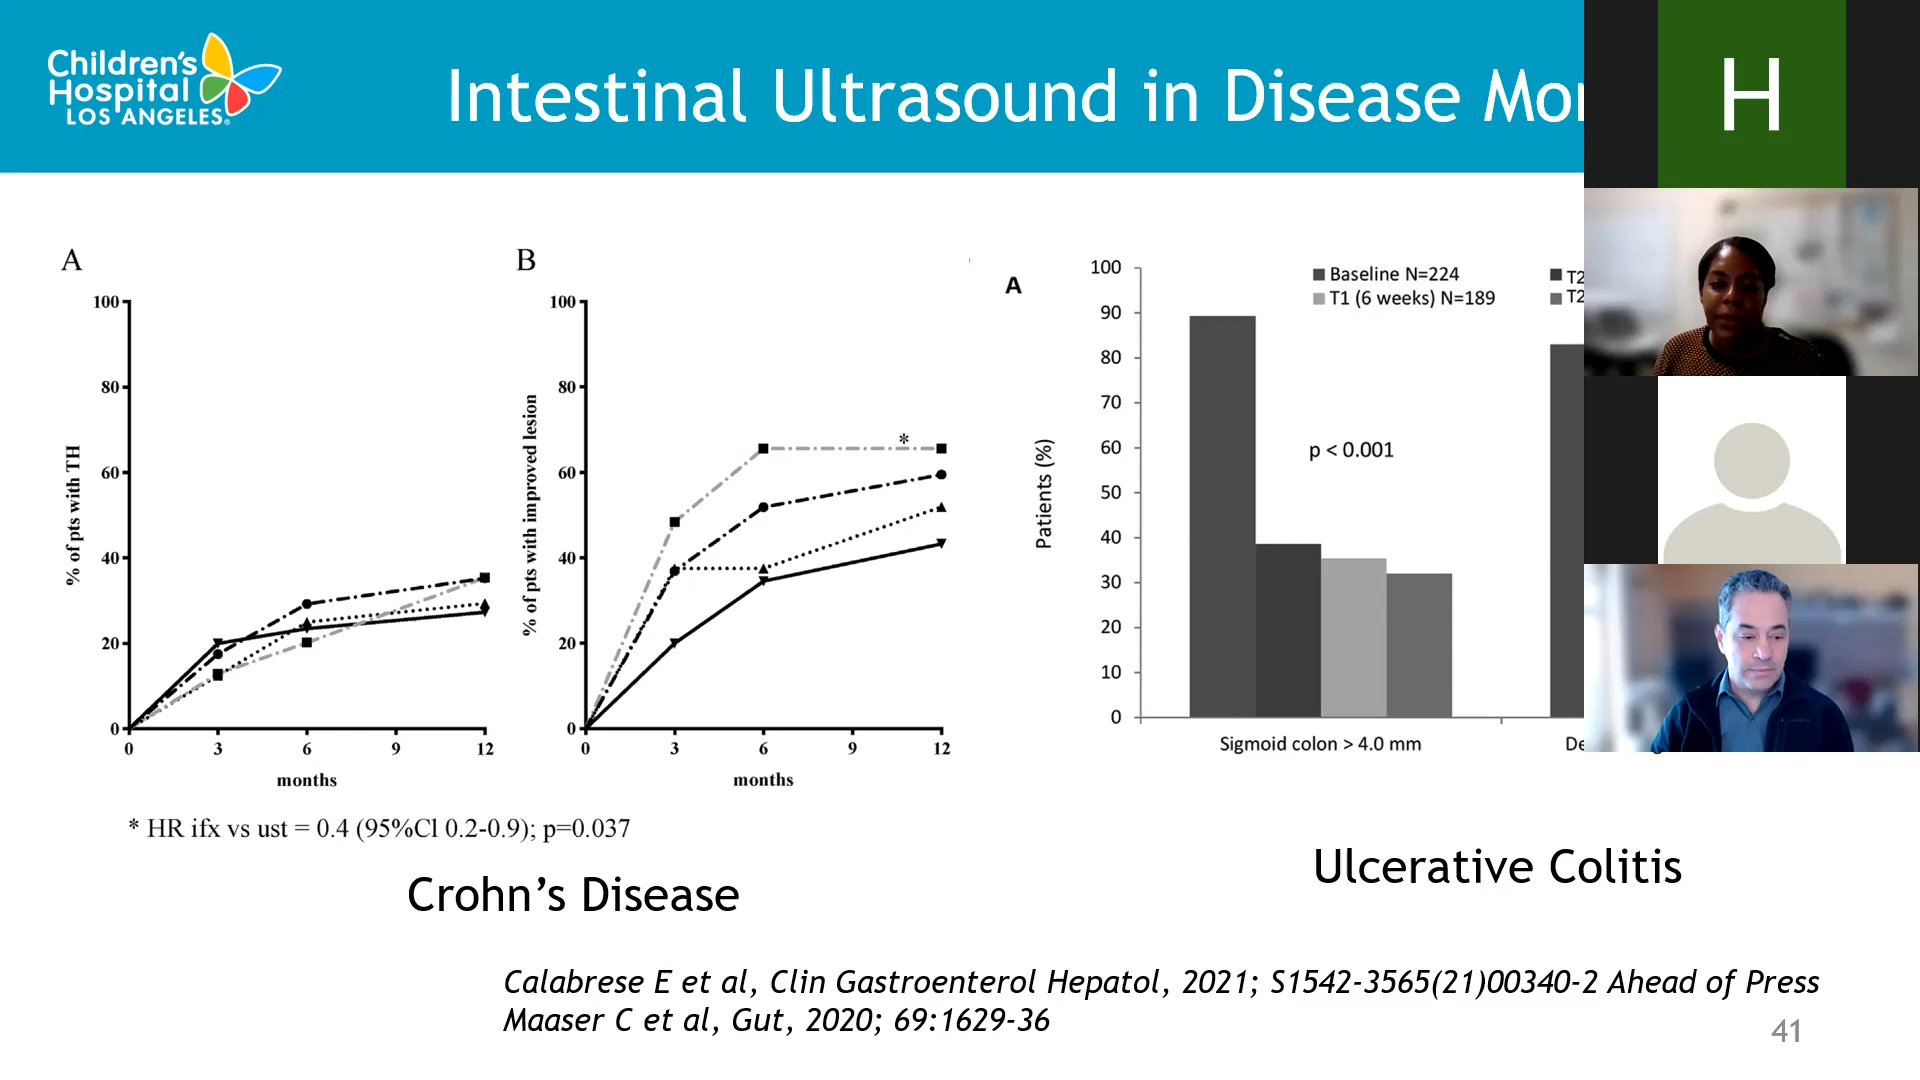 Children's
Hospital
LOS ANGELES®
Intestinal Ultrasound in Disease
H
A
100
80
60
40
20
0
% of pts with TH
0 3 6 9 12
months
B
100
80
60
40
20
0
% of pts with improved lesion
*
0 3 6 9 12
months
* HR ifx vs ust = 0.4 (95%Cl 0.2-0.9); p=0.037
Crohn's Disease
A
100
90
80
70
60
50
40
30
20
10
0
Patients (%)
Baseline N=224
T1 (6 weeks) N=189
T2
T2
p < 0.001
Sigmoid colon > 4.0 mm
Ulcerative Colitis
Calabrese E et al, Clin Gastroenterol Hepatol, 2021; S1542-3565(21)00340-2 Ahead of Press
Maaser C et al, Gut, 2020; 69:1629-36
41